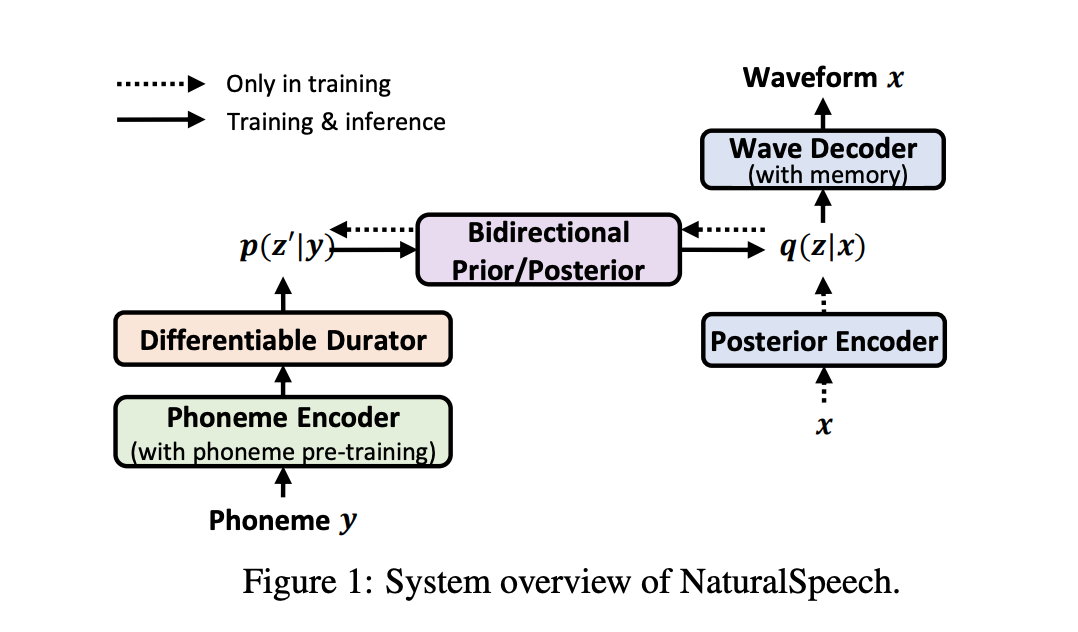 Only in training
Training & inference
Waveform x
Wave Decoder
(with memory)
Bidirectional
Prior/Posterior
p(z′|y)
q(z|x)
Differentiable Durator
Posterior Encoder
Phoneme Encoder
(with phoneme pre-training)
x
Phoneme y
Figure 1: System overview of NaturalSpeech.